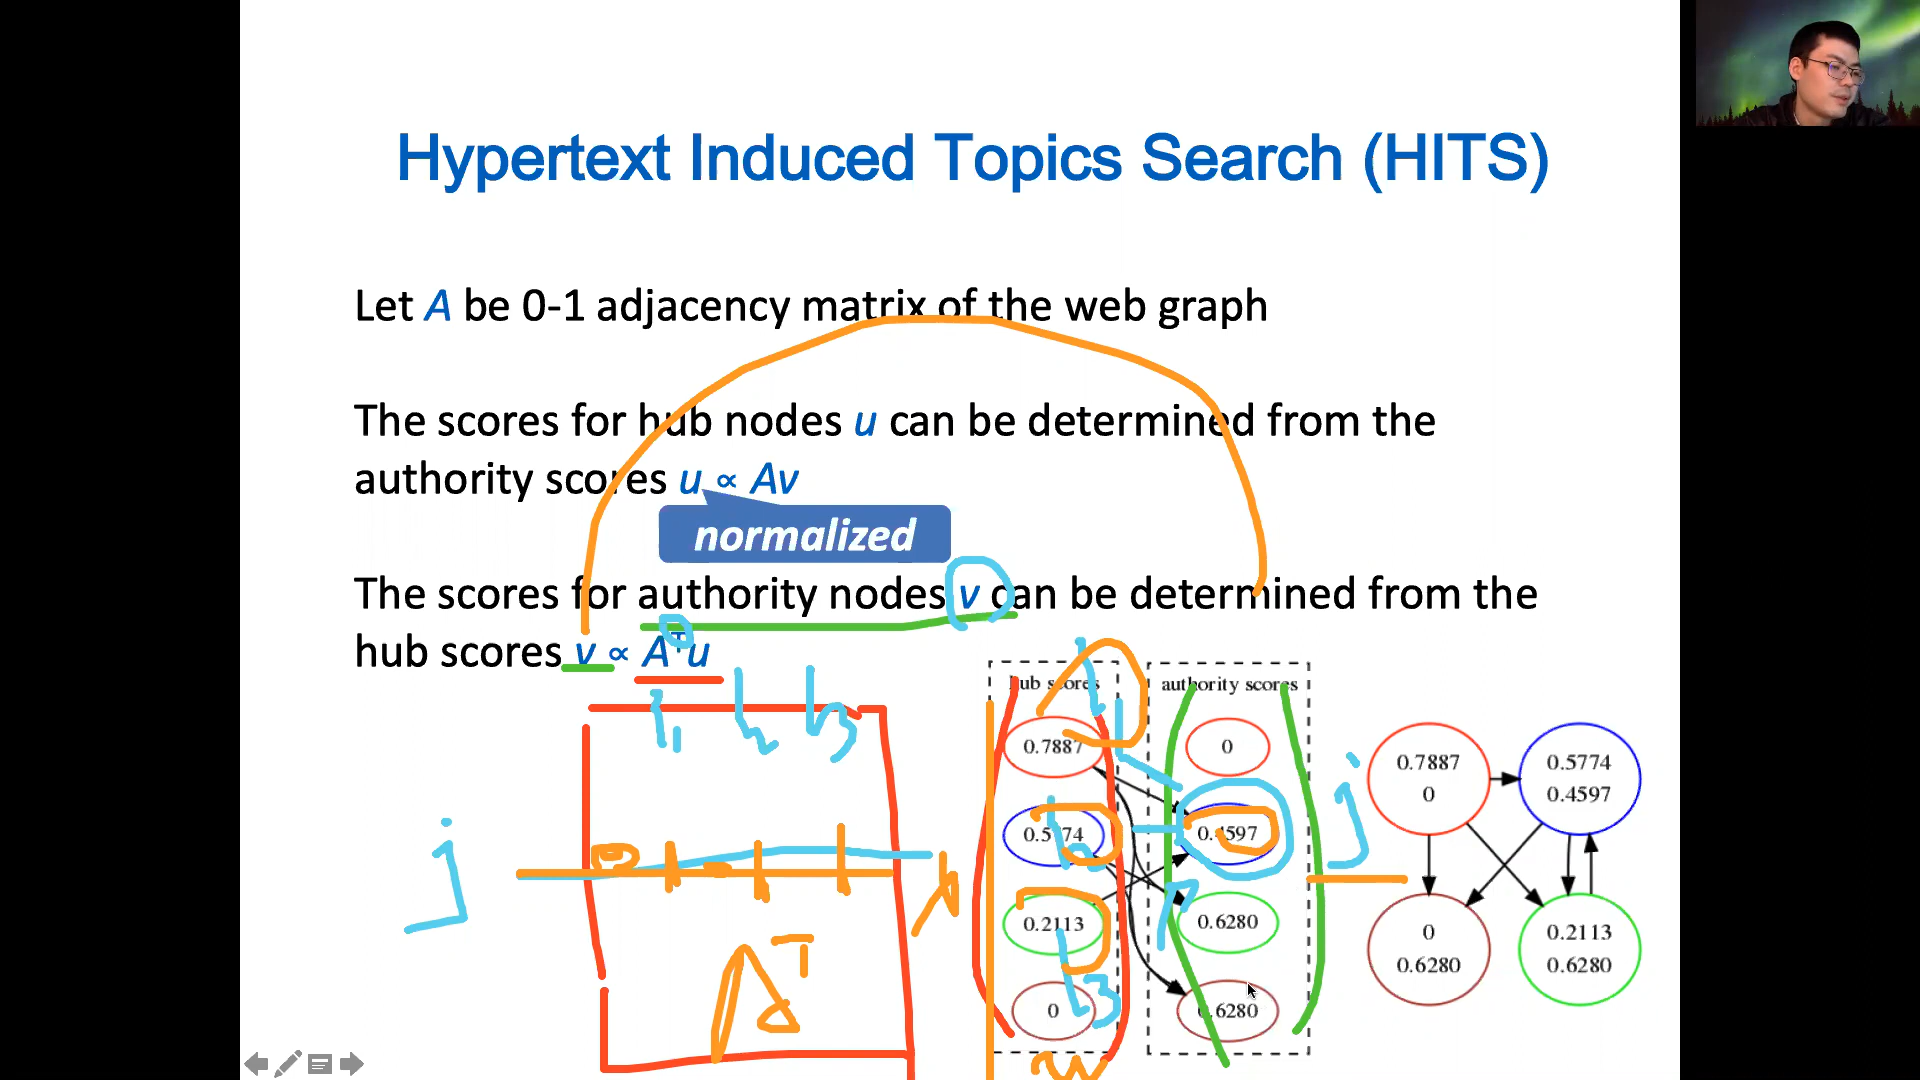 Hypertext Induced Topics Search (HITS)
Let A be 0-1 adjacency matrix of the web graph
The scores for hub nodes u can be determined from the
authority scores u ∝ Av
normalized
The scores for authority nodes v can be determined from the
hub scores v ∝ Aᵀu
hub scores
authority scores
0.7887
0
0.5774
0.4597
0.2113
0.6280
0
0.6280
0.7887
0
0.5774
0.4597
0
0.6280
0.2113
0.6280
j
j
Aᵀ